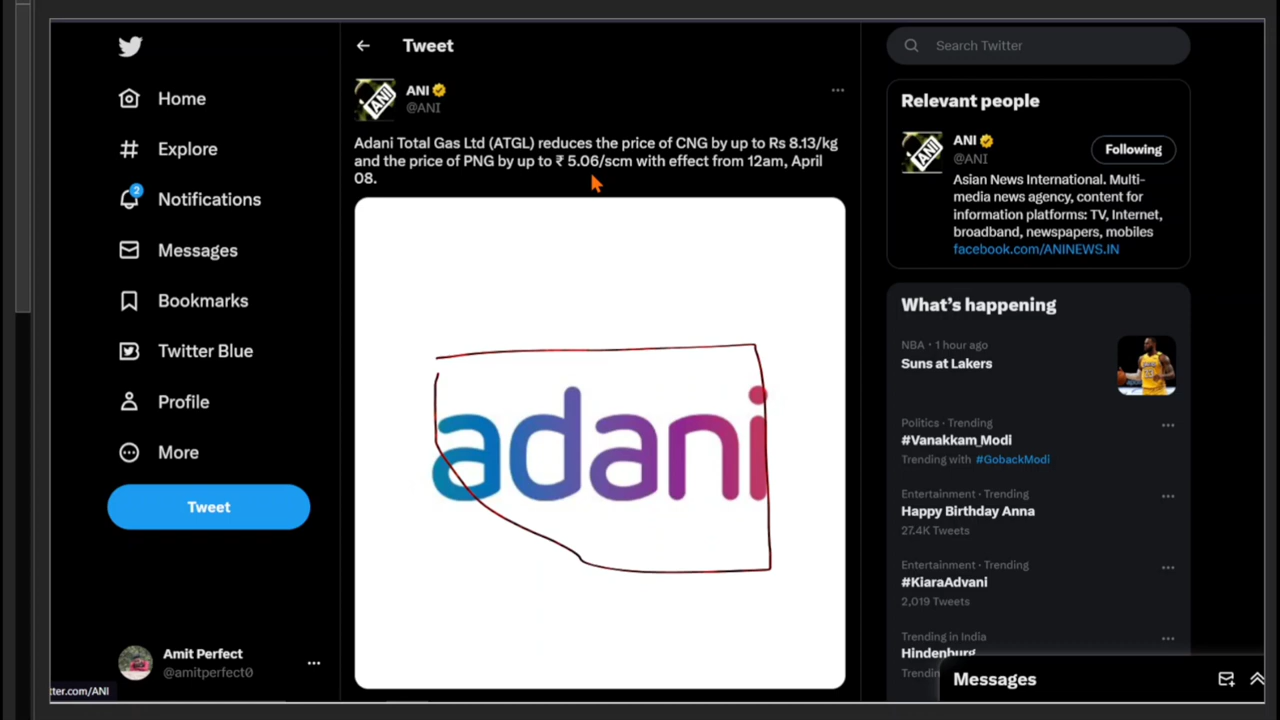 Tweet
Search Twitter
Home
Explore
2
Notifications
Messages
Bookmarks
Twitter Blue
Profile
More
Tweet
Amit Perfect
@amitperfect0
tter.com/ANI
ANI
ANI
@ANI
Adani Total Gas Ltd (ATGL) reduces the price of CNG by up to Rs 8.13/kg
and the price of PNG by up to ₹ 5.06/scm with effect from 12am, April
08.
adani
Relevant people
ANI
ANI
@ANI
Following
Asian News International. Multi-
media news agency, content for
information platforms: TV, Internet,
broadband, newspapers, mobiles
facebook.com/ANINEWS.IN
What's happening
NBA · 1 hour ago
Suns at Lakers
Politics · Trending
#Vanakkam_Modi
Trending with #GobackModi
Entertainment · Trending
Happy Birthday Anna
27.4K Tweets
Entertainment · Trending
#KiaraAdvani
2,019 Tweets
Trending in India
Hindenburg
Messages